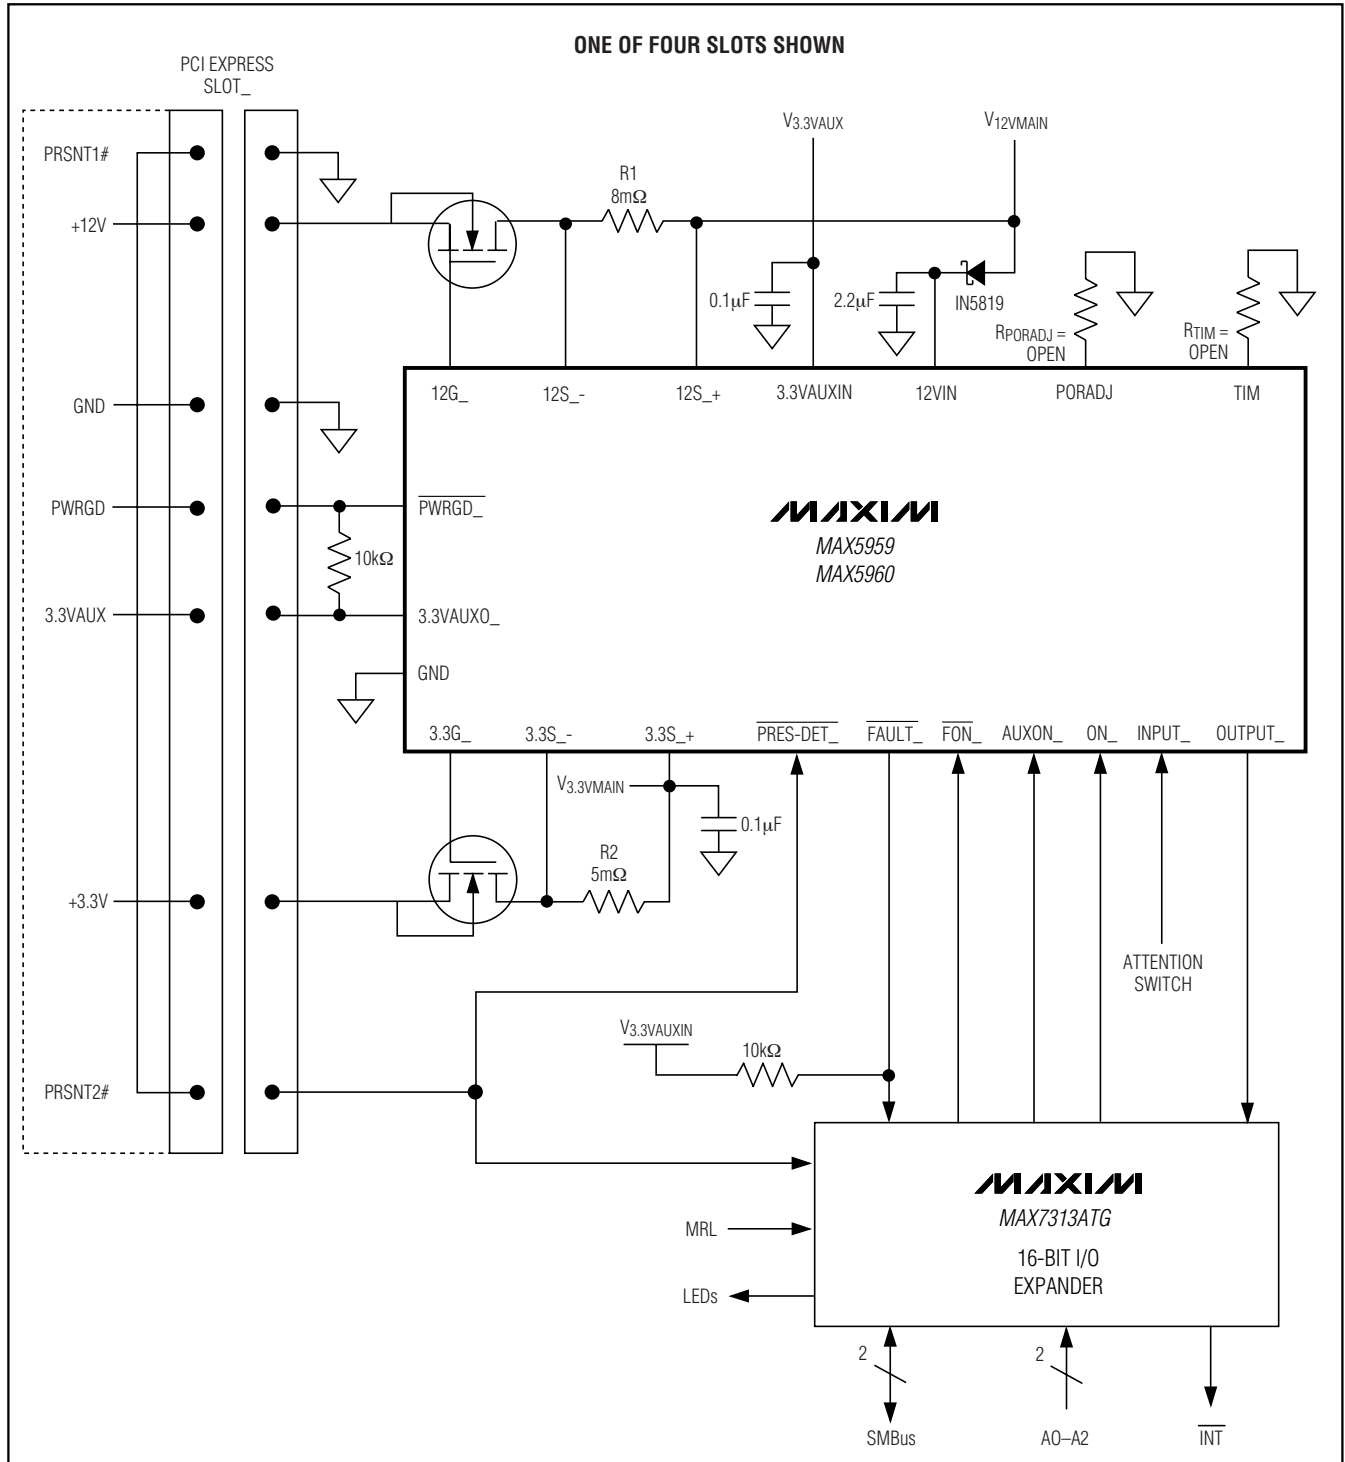 ONE OF FOUR SLOTS SHOWN
PCI EXPRESS
SLOT_
V3.3VAUX
V12VMAIN
PRSNT1#
R1
8mΩ
+12V
0.1μF
2.2μF
IN5819
RPORADJ =
OPEN
RTIM =
OPEN
12G_
12S_-
12S_+
3.3VAUXIN
12VIN
PORADJ
TIM
GND
PWRGD
PWRGD_
MAXIM
MAX5959
MAX5960
10kΩ
3.3VAUX
3.3VAUXO_
GND
3.3G_
3.3S_-
3.3S_+
PRES-DET_
FAULT_
FON_
AUXON_
ON_
INPUT_
OUTPUT_
V3.3VMAIN
0.1μF
R2
5mΩ
+3.3V
ATTENTION
SWITCH
V3.3VAUXIN
10kΩ
PRSNT2#
MAXIM
MAX7313ATG
16-BIT I/O
EXPANDER
MRL
LEDs
2
2
SMBus
AO–A2
INT